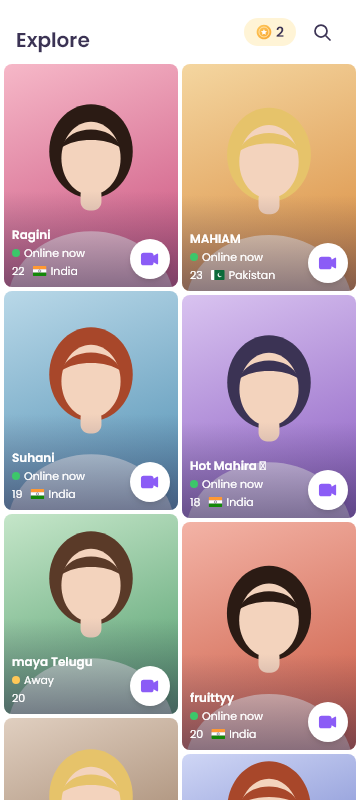 Explore
2
Ragini
Online now
22 India
MAHIAM
Online now
23 Pakistan
Suhani
Online now
19 India
Hot Mahira
Online now
18 India
maya Telugu
Away
20
fruittyy
Online now
20 India